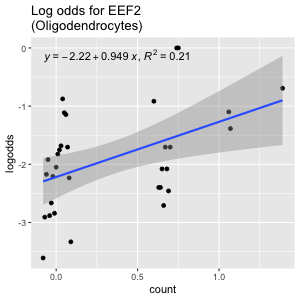 Log odds for EEF2
(Oligodendrocytes)
y = −2.22 + 0.949 x, R² = 0.21
0
-1
-2
-3
logodds
0.0 0.5 1.0
count